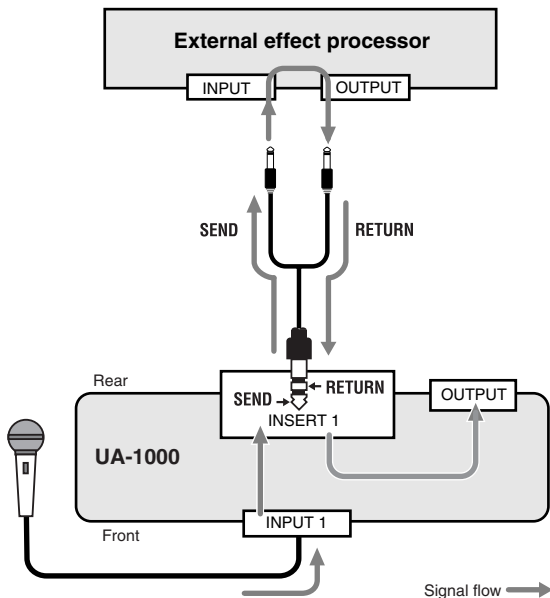 External effect processor
INPUT
OUTPUT
SEND
RETURN
Rear
SEND
RETURN
INSERT 1
OUTPUT
UA-1000
INPUT 1
Front
Signal flow